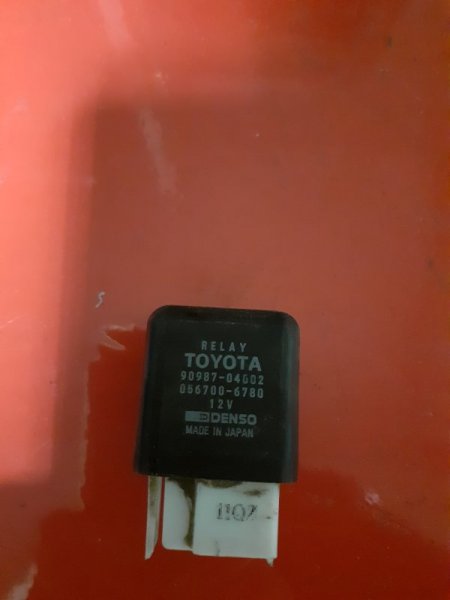 RELAY
TOYOTA
90987-04002
056700-6780
12V
DENSO
MADE IN JAPAN